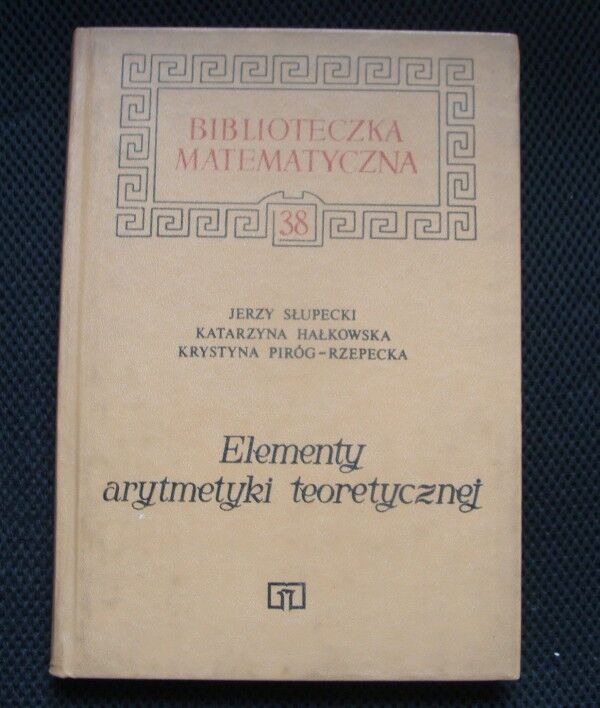 BIBLIOTECZKA
MATEMATYCZNA
38
JERZY SŁUPECKI
KATARZYNA HAŁKOWSKA
KRYSTYNA PIRÓG-RZEPECKA
Elementy
arytmetyki teoretycznej